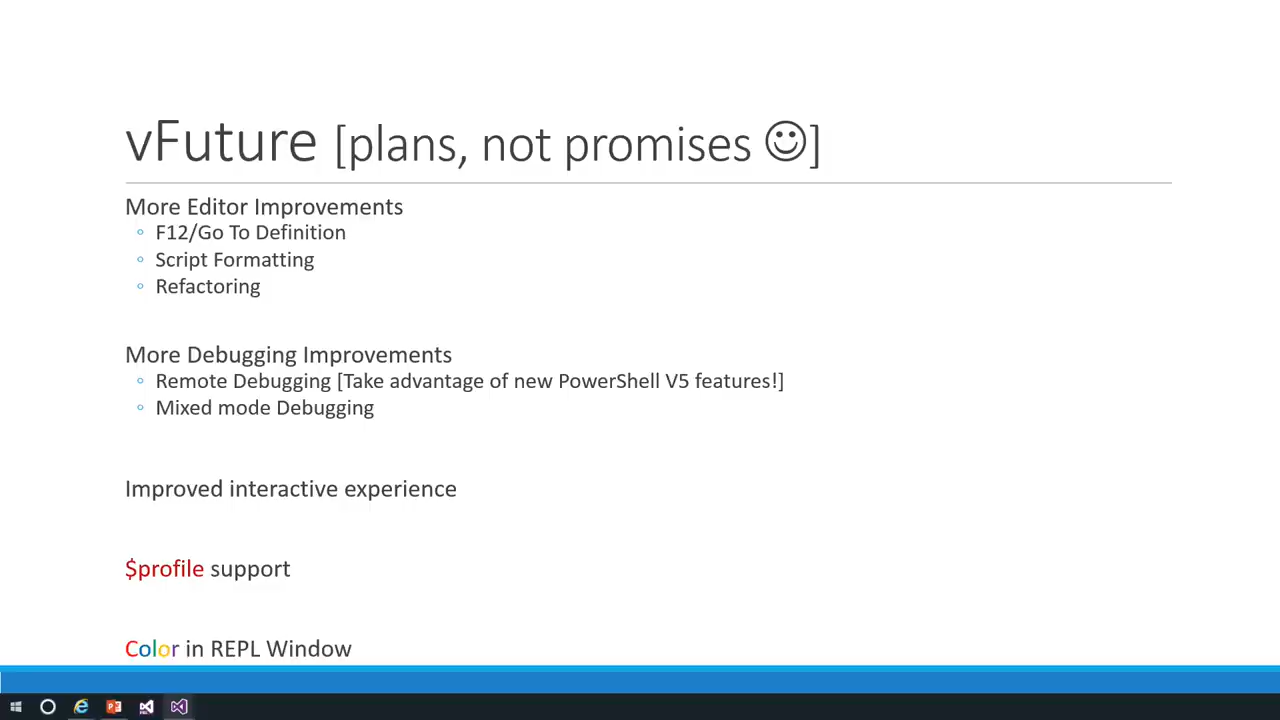 vFuture [plans, not promises ☺]
More Editor Improvements
◦ F12/Go To Definition
◦ Script Formatting
◦ Refactoring
More Debugging Improvements
◦ Remote Debugging [Take advantage of new PowerShell V5 features!]
◦ Mixed mode Debugging
Improved interactive experience
$profile support
Color in REPL Window